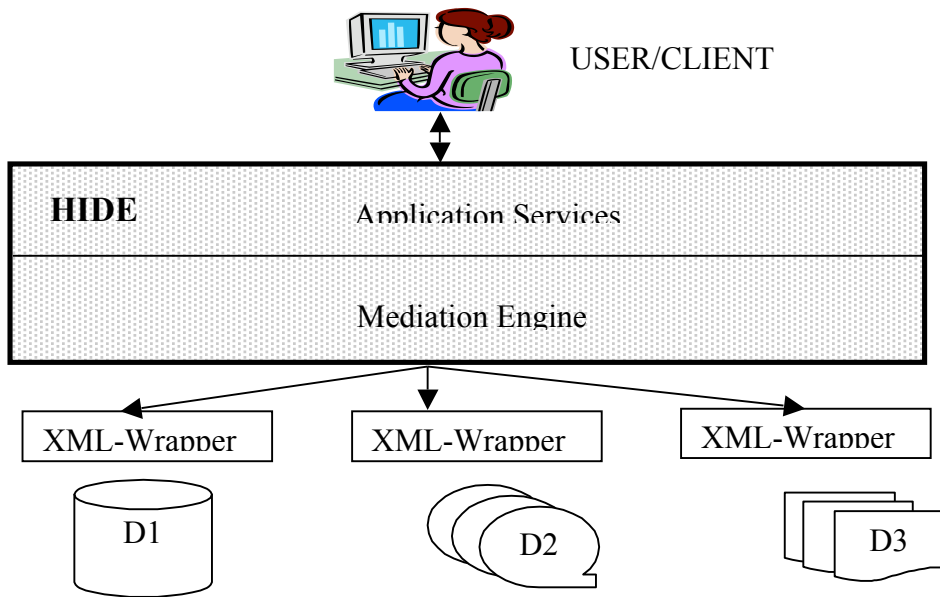 USER/CLIENT
HIDE
Application Services
Mediation Engine
XML-Wrapper
XML-Wrapper
XML-Wrapper
D1
D2
D3